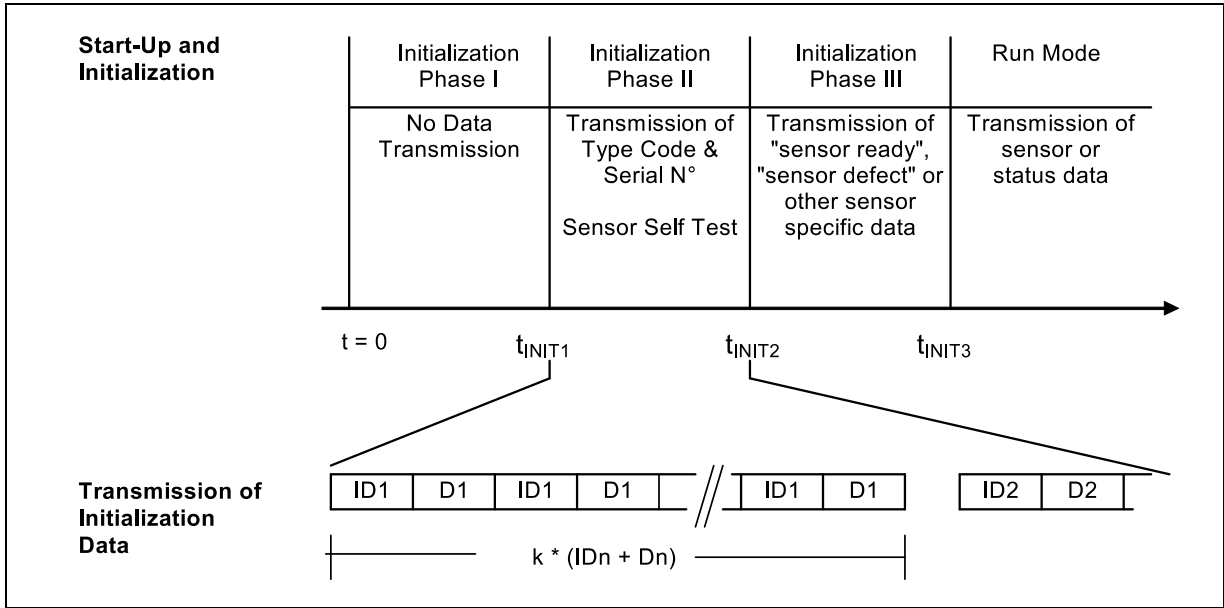 Start-Up and
Initialization
Initialization
Phase I
Initialization
Phase II
Initialization
Phase III
Run Mode
No Data
Transmission
Transmission of
Type Code &
Serial N°
Sensor Self Test
Transmission of
"sensor ready",
"sensor defect" or
other sensor
specific data
Transmission of
sensor or
status data
t = 0
tINIT1
tINIT2
tINIT3
Transmission of
Initialization
Data
ID1 D1 ID1 D1 // ID1 D1 ID2 D2
k * (IDn + Dn)